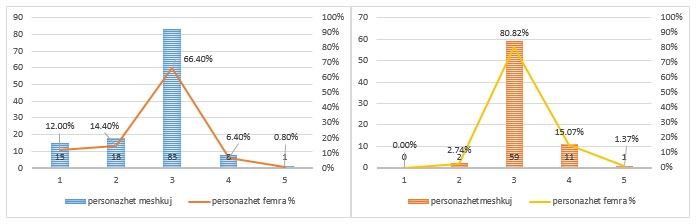 90 100%
80 90%
70 80%
60 70%
50 60%
40 50%
30 40%
20 30%
10 20%
0 10%
0%
12.00% 14.40% 66.40% 6.40% 0.80%
15 18 83 8 1
1 2 3 4 5
personazhet meshkuj personazhet femra %
70 100%
60 90%
50 80%
40 70%
30 60%
20 50%
10 40%
0 30%
20%
10%
0%
0.00% 2.74% 80.82% 15.07% 1.37%
0 2 59 11 1
1 2 3 4 5
personazhet meshkuj personazhet femra %